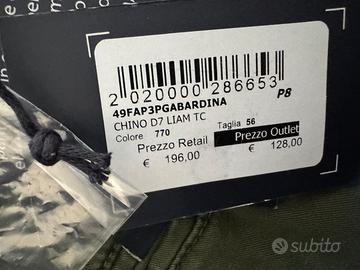 2 020000 286653
P8
49FAP3PGABARDINA
CHINO D7 LIAM TC
Colore 770 Taglia 56
Prezzo Retail Prezzo Outlet
€ 196,00 € 128,00
subito